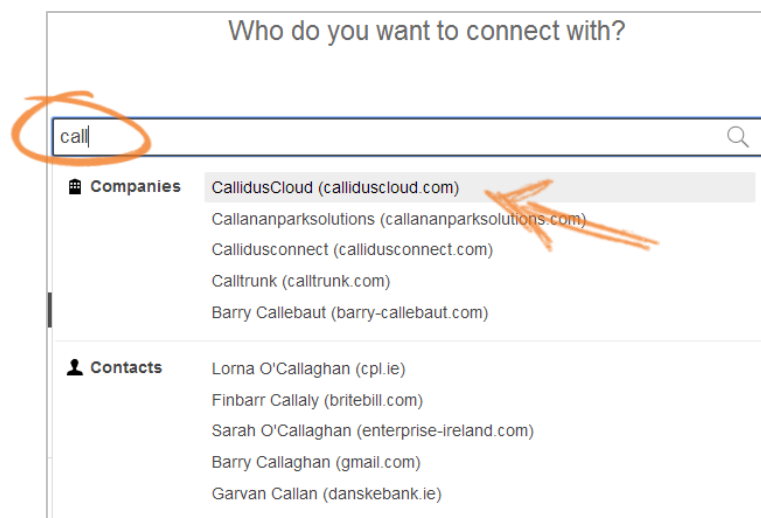 Who do you want to connect with?
call
Companies
CallidusCloud (calliduscloud.com)
Callananparksolutions (callananparksolutions.com)
Callidusconnect (callidusconnect.com)
Calltrunk (calltrunk.com)
Barry Callebaut (barry-callebaut.com)
Contacts
Lorna O'Callaghan (cpl.ie)
Finbarr Callaly (britebill.com)
Sarah O'Callaghan (enterprise-ireland.com)
Barry Callaghan (gmail.com)
Garvan Callan (danskebank.ie)